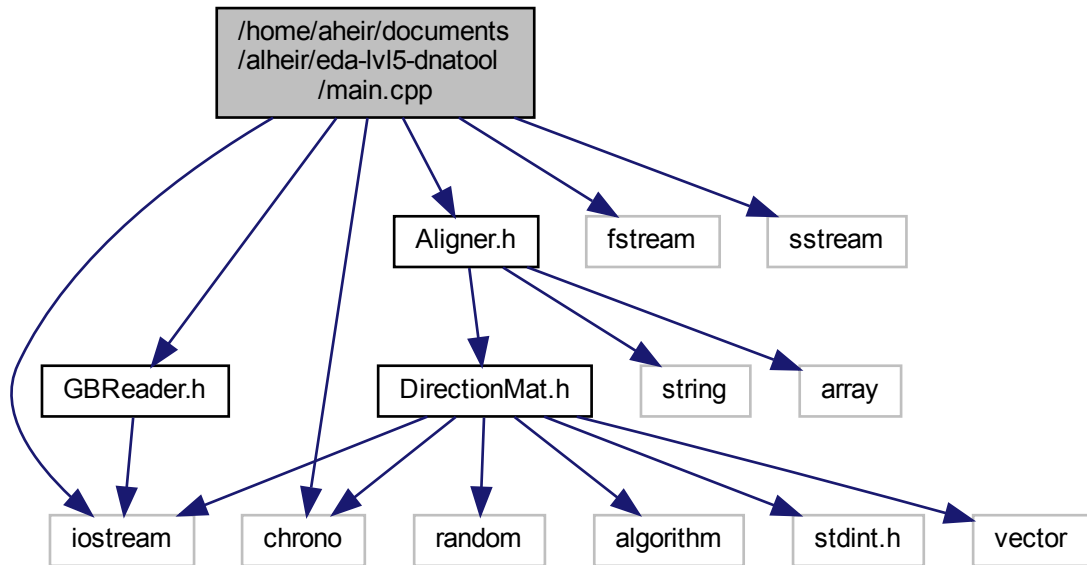 /home/aheir/documents
/alheir/eda-lvl5-dnatool
/main.cpp
Aligner.h
fstream
sstream
GBReader.h
DirectionMat.h
string
array
iostream
chrono
random
algorithm
stdint.h
vector